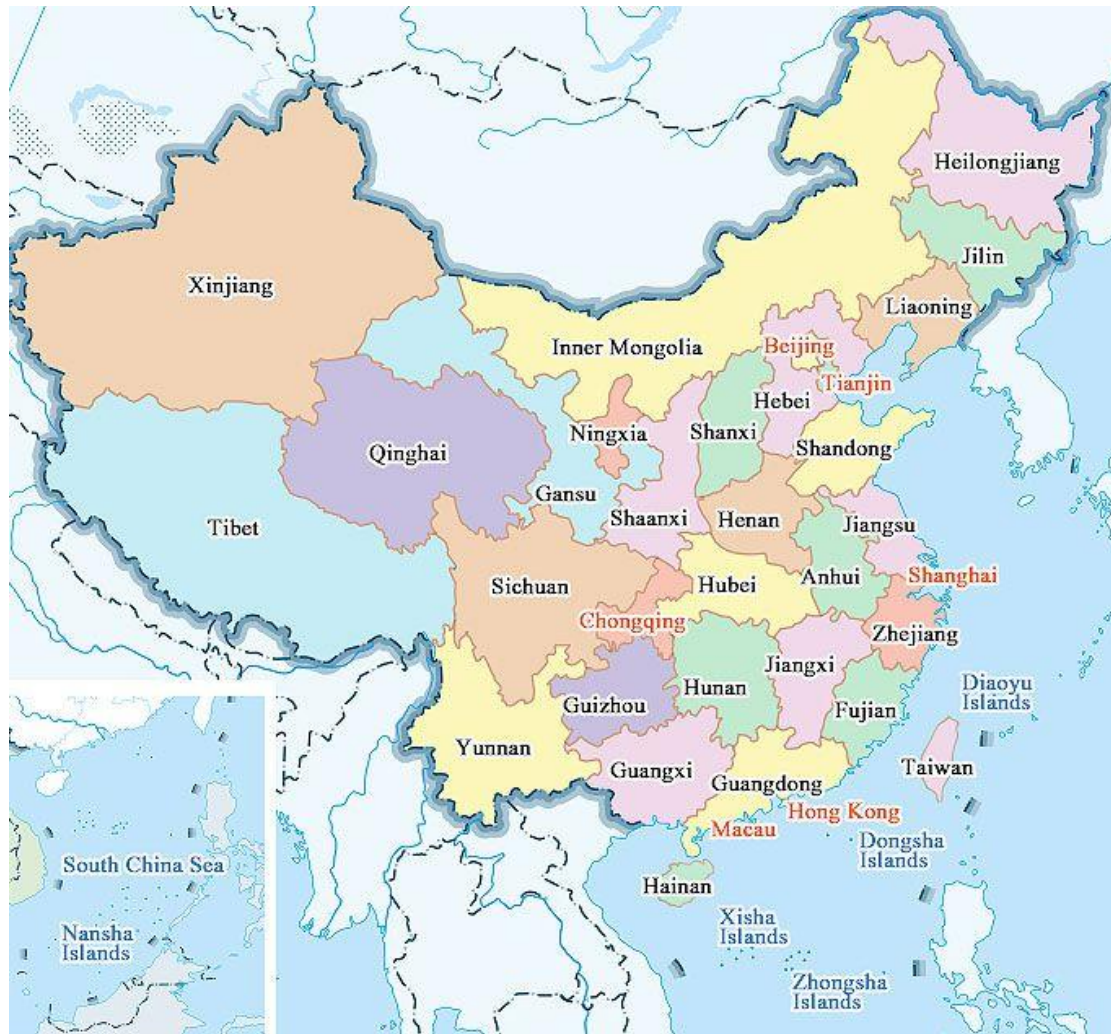 Heilongjiang
Jilin
Xinjiang
Liaoning
Inner Mongolia
Beijing
Tianjin
Hebei
Ningxia
Shanxi
Shandong
Qinghai
Gansu
Shaanxi
Henan
Jiangsu
Tibet
Sichuan
Hubei
Anhui
Shanghai
Chongqing
Zhejiang
Jiangxi
Hunan
Diaoyu
Islands
Guizhou
Fujian
Yunnan
Guangxi
Guangdong
Taiwan
Hong Kong
Macau
Dongsha
Islands
South China Sea
Hainan
Xisha
Islands
Nansha
Islands
Zhongsha
Islands